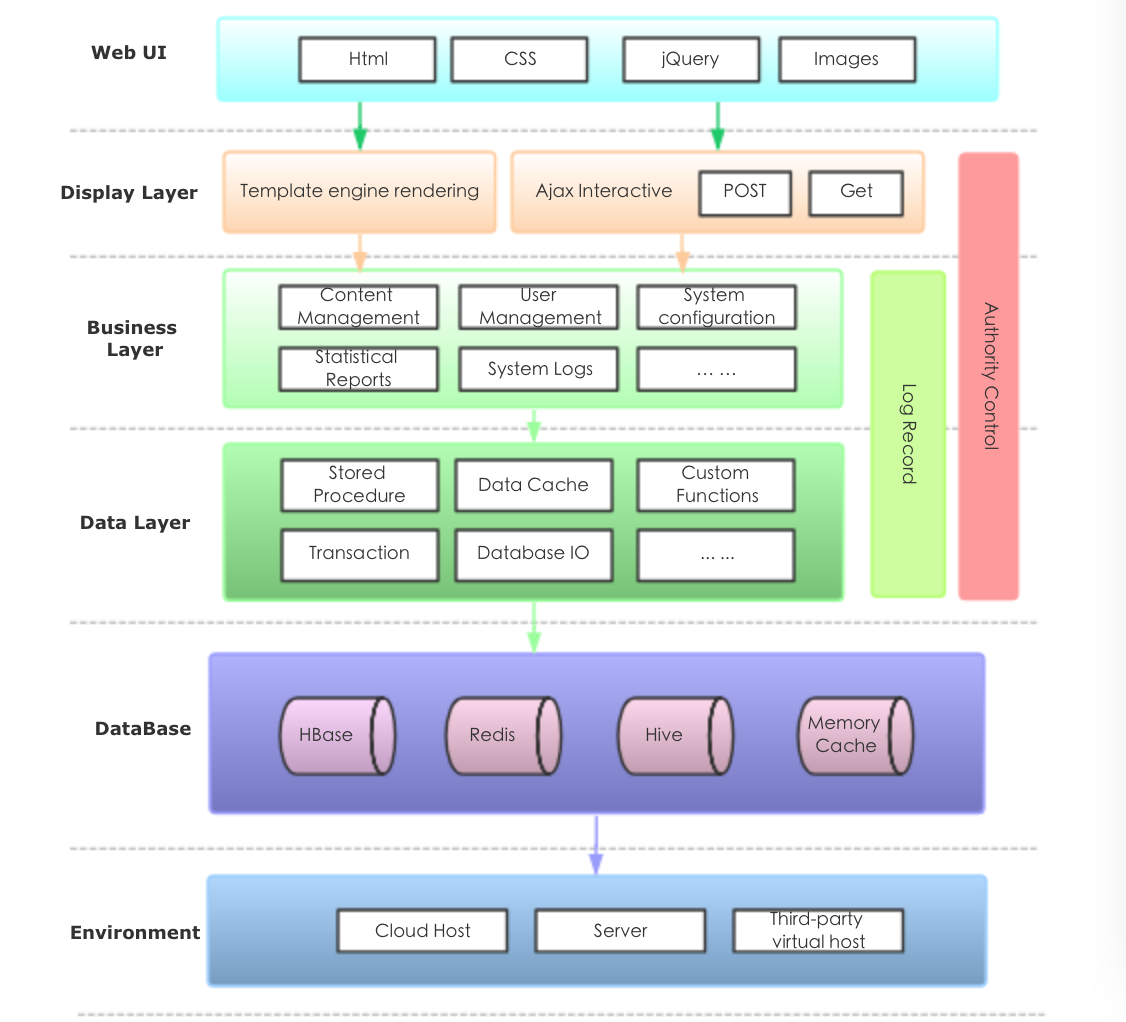 Web UI
Html
CSS
jQuery
Images
Display Layer
Template engine rendering
Ajax Interactive
POST
Get
Business
Layer
Content
Management
User
Management
System
configuration
Statistical
Reports
System Logs
... ...
Log Record
Authority Control
Data Layer
Stored
Procedure
Data Cache
Custom
Functions
Transaction
Database IO
... ...
DataBase
HBase
Redis
Hive
Memory
Cache
Environment
Cloud Host
Server
Third-party
virtual host